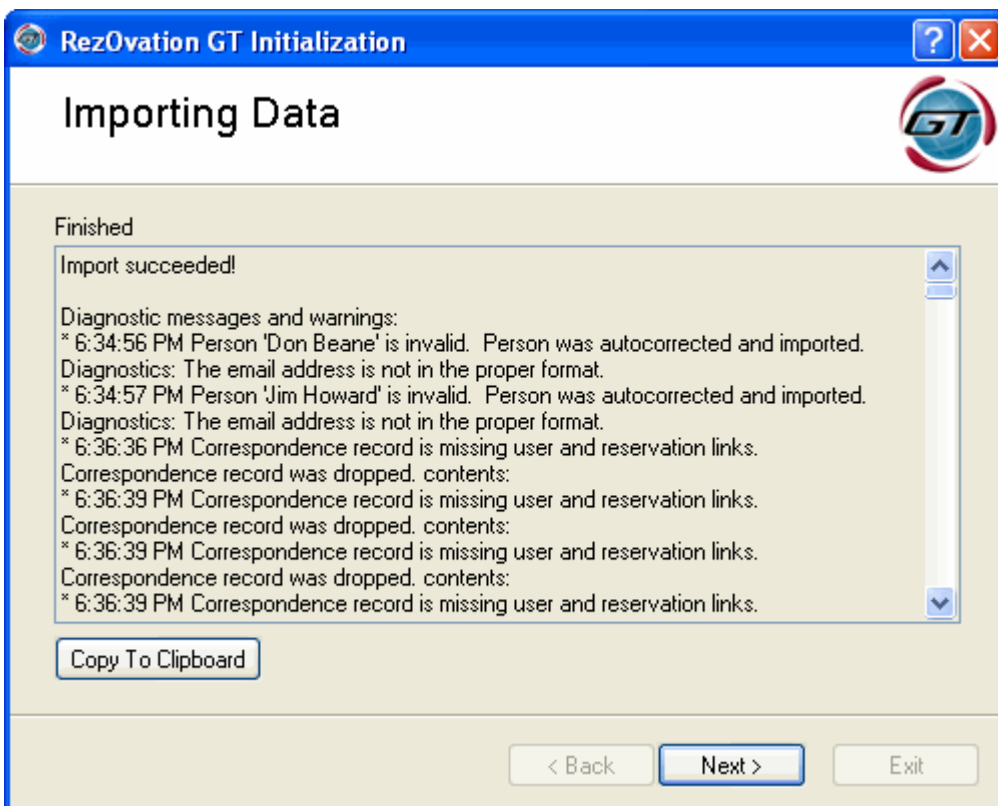 RezOvation GT Initialization
Importing Data
GT
Finished
Import succeeded!
Diagnostic messages and warnings:
* 6:34:56 PM Person 'Don Beane' is invalid.  Person was autocorrected and imported.
Diagnostics: The email address is not in the proper format.
* 6:34:57 PM Person 'Jim Howard' is invalid.  Person was autocorrected and imported.
Diagnostics: The email address is not in the proper format.
* 6:36:36 PM Correspondence record is missing user and reservation links.
Correspondence record was dropped. contents:
* 6:36:39 PM Correspondence record is missing user and reservation links.
Correspondence record was dropped. contents:
* 6:36:39 PM Correspondence record is missing user and reservation links.
Correspondence record was dropped. contents:
* 6:36:39 PM Correspondence record is missing user and reservation links.
Copy To Clipboard
< Back Next > Exit